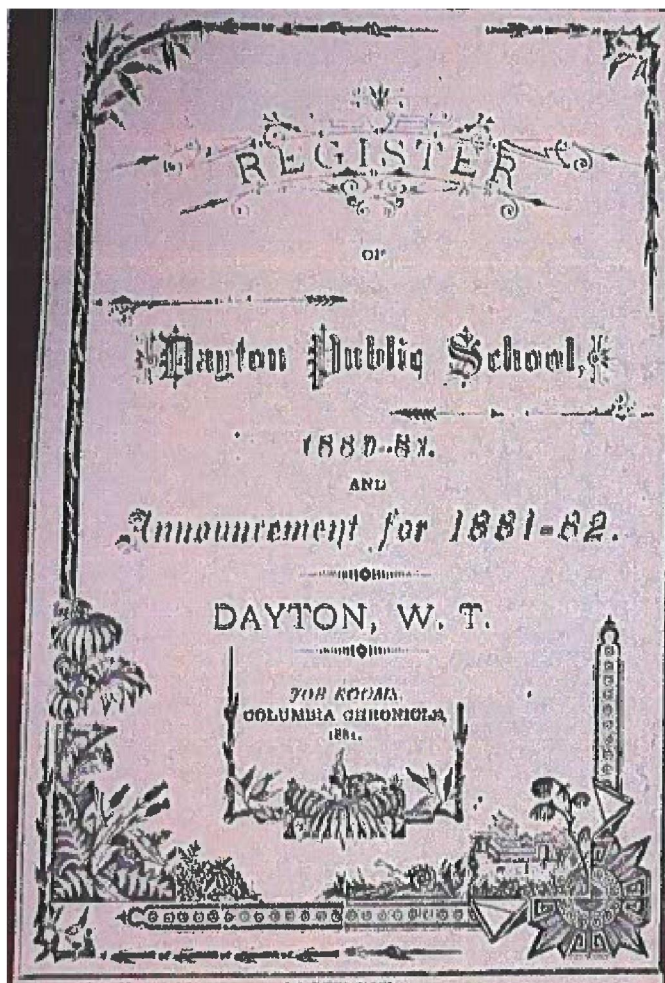 REGISTER
OF
Dayton Public School,
1880-81.
AND
Announcement for 1881-82.
DAYTON, W. T.
JOB ROOMS,
COLUMBIA CHRONICLE,
1881.